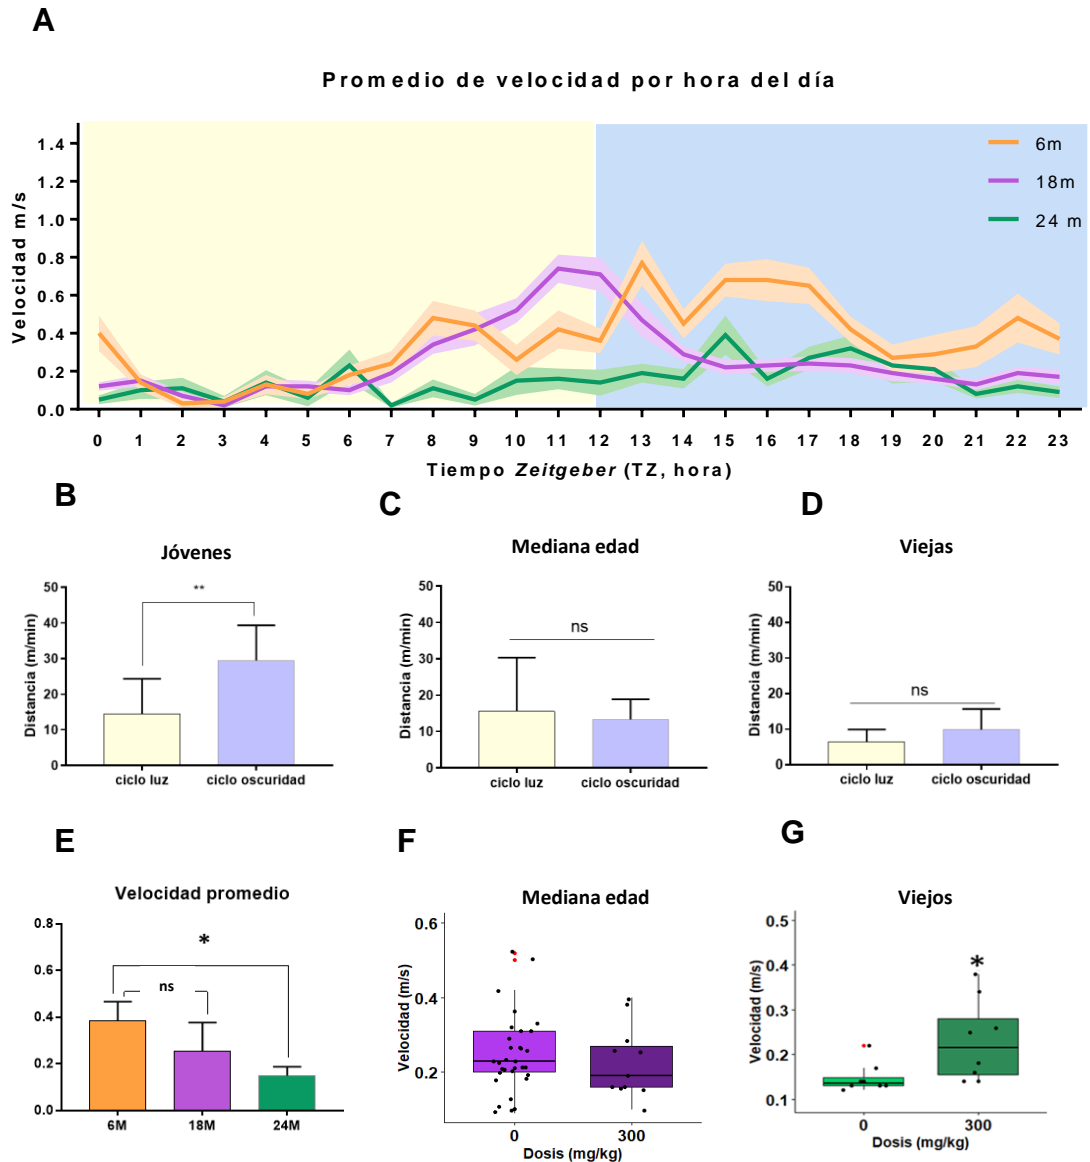 A
Promedio de velocidad por hora del día
Velocidad m/s
1.4
1.2
1.0
0.8
0.6
0.4
0.2
0.0
6m
18m
24 m
0 1 2 3 4 5 6 7 8 9 10 11 12 13 14 15 16 17 18 19 20 21 22 23
Tiempo Zeitgeber (TZ, hora)
B
Jóvenes
Distancia (m/min)
50
40
30
20
10
0
**
ciclo luz ciclo oscuridad
C
Mediana edad
Distancia (m/min)
50
40
30
20
10
0
ns
ciclo luz ciclo oscuridad
D
Viejas
Distancia (m/min)
50
40
30
20
10
0
ns
ciclo luz ciclo oscuridad
E
Velocidad promedio
0.8
0.6
0.4
0.2
0.0
*
ns
6M 18M 24M
F
Mediana edad
Velocidad (m/s)
0.6
0.4
0.2
0 300
Dosis (mg/kg)
G
Viejos
Velocidad (m/s)
0.5
0.4
0.3
0.2
0.1
*
0 300
Dosis (mg/kg)